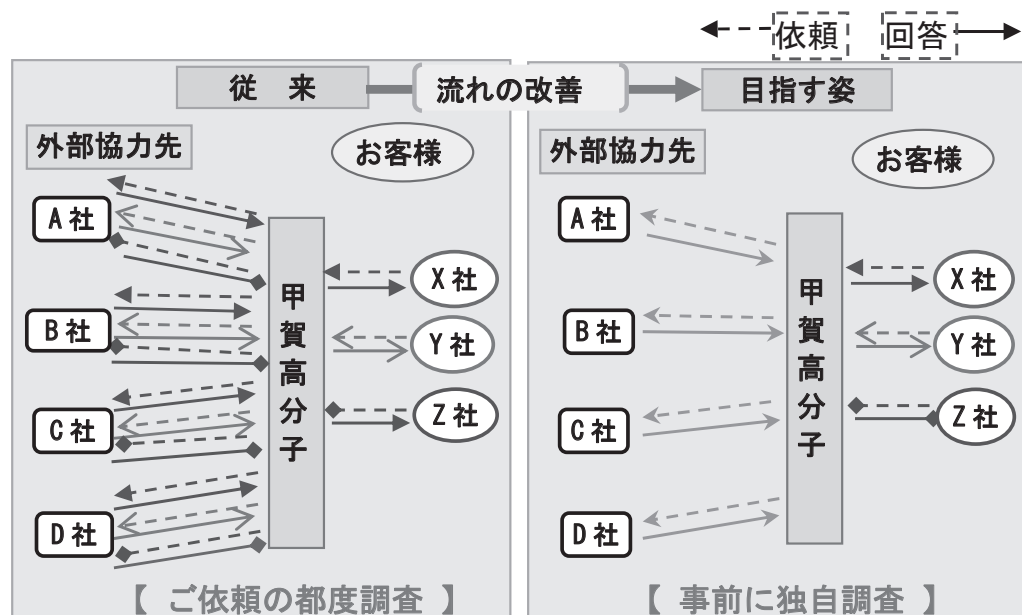 依頼 回答
従 来 流れの改善 目指す姿
外部協力先
お客様
A社
B社
C社
D社
甲賀高分子
X社
Y社
Z社
【 ご依頼の都度調査 】
外部協力先
お客様
A社
B社
C社
D社
甲賀高分子
X社
Y社
Z社
【 事前に独自調査 】